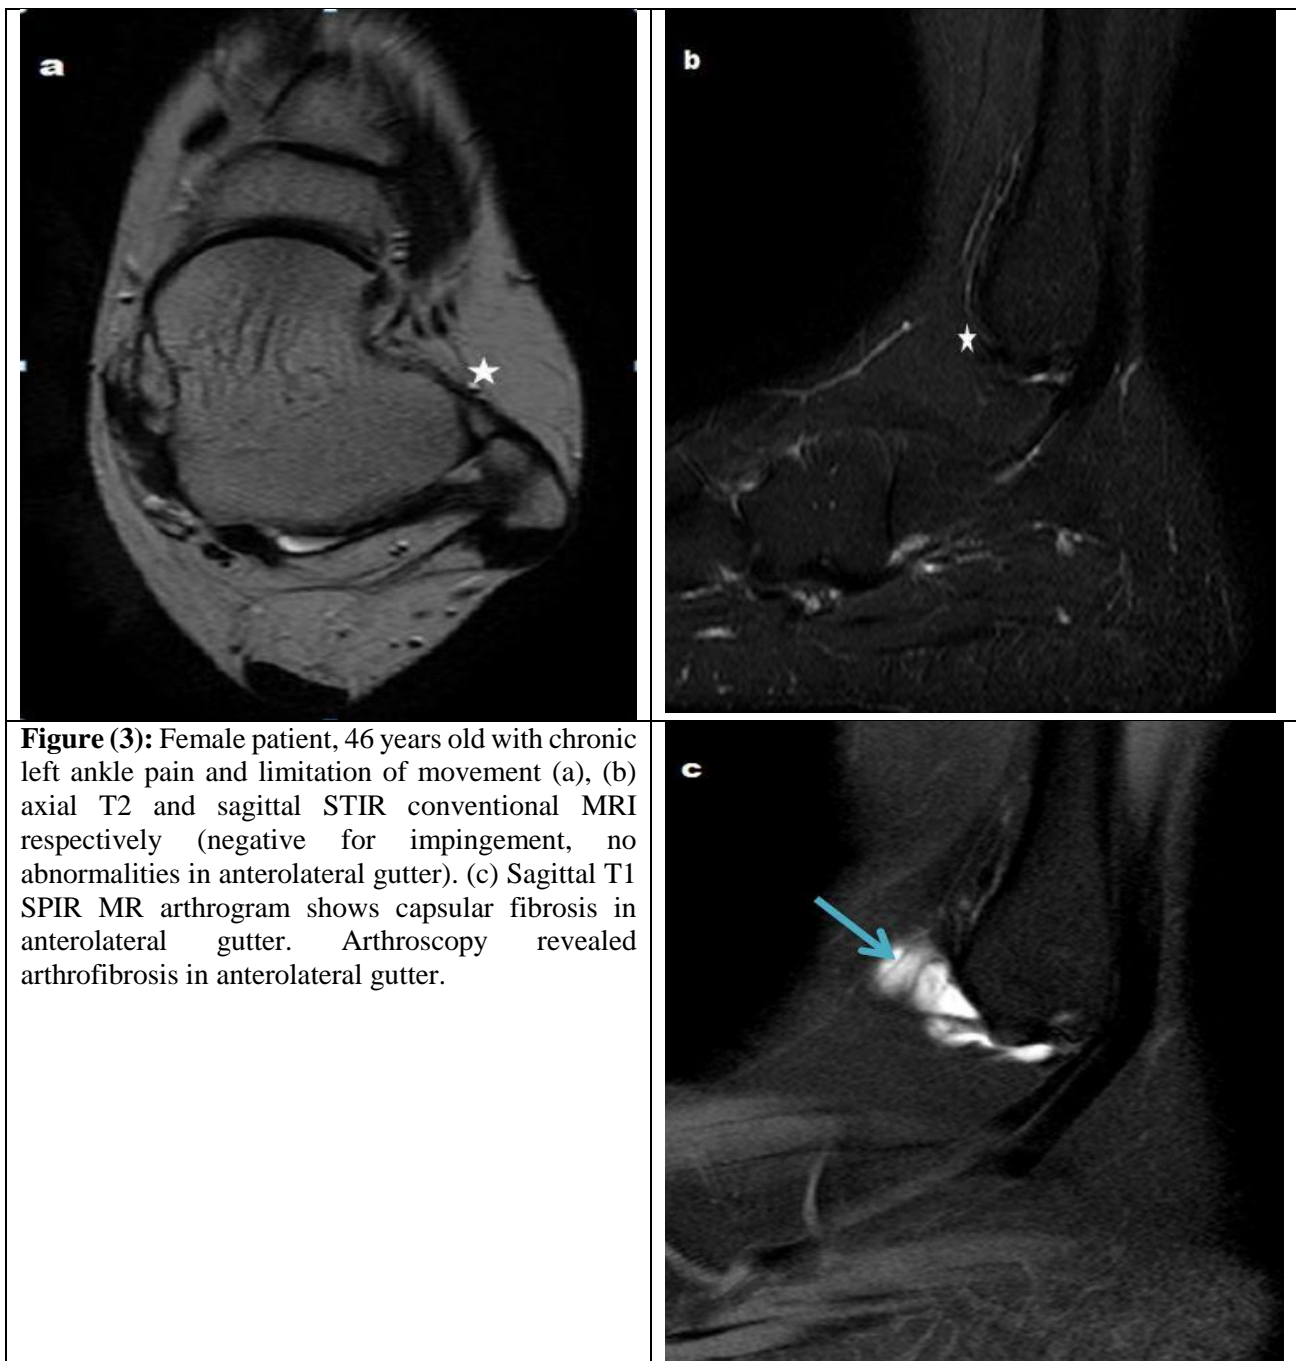 a
b
Figure (3): Female patient, 46 years old with chronic
left ankle pain and limitation of movement (a), (b)
axial T2 and sagittal STIR conventional MRI
respectively (negative for impingement, no
abnormalities in anterolateral gutter). (c) Sagittal T1
SPIR MR arthrogram shows capsular fibrosis in
anterolateral gutter. Arthroscopy revealed
arthrofibrosis in anterolateral gutter.
c